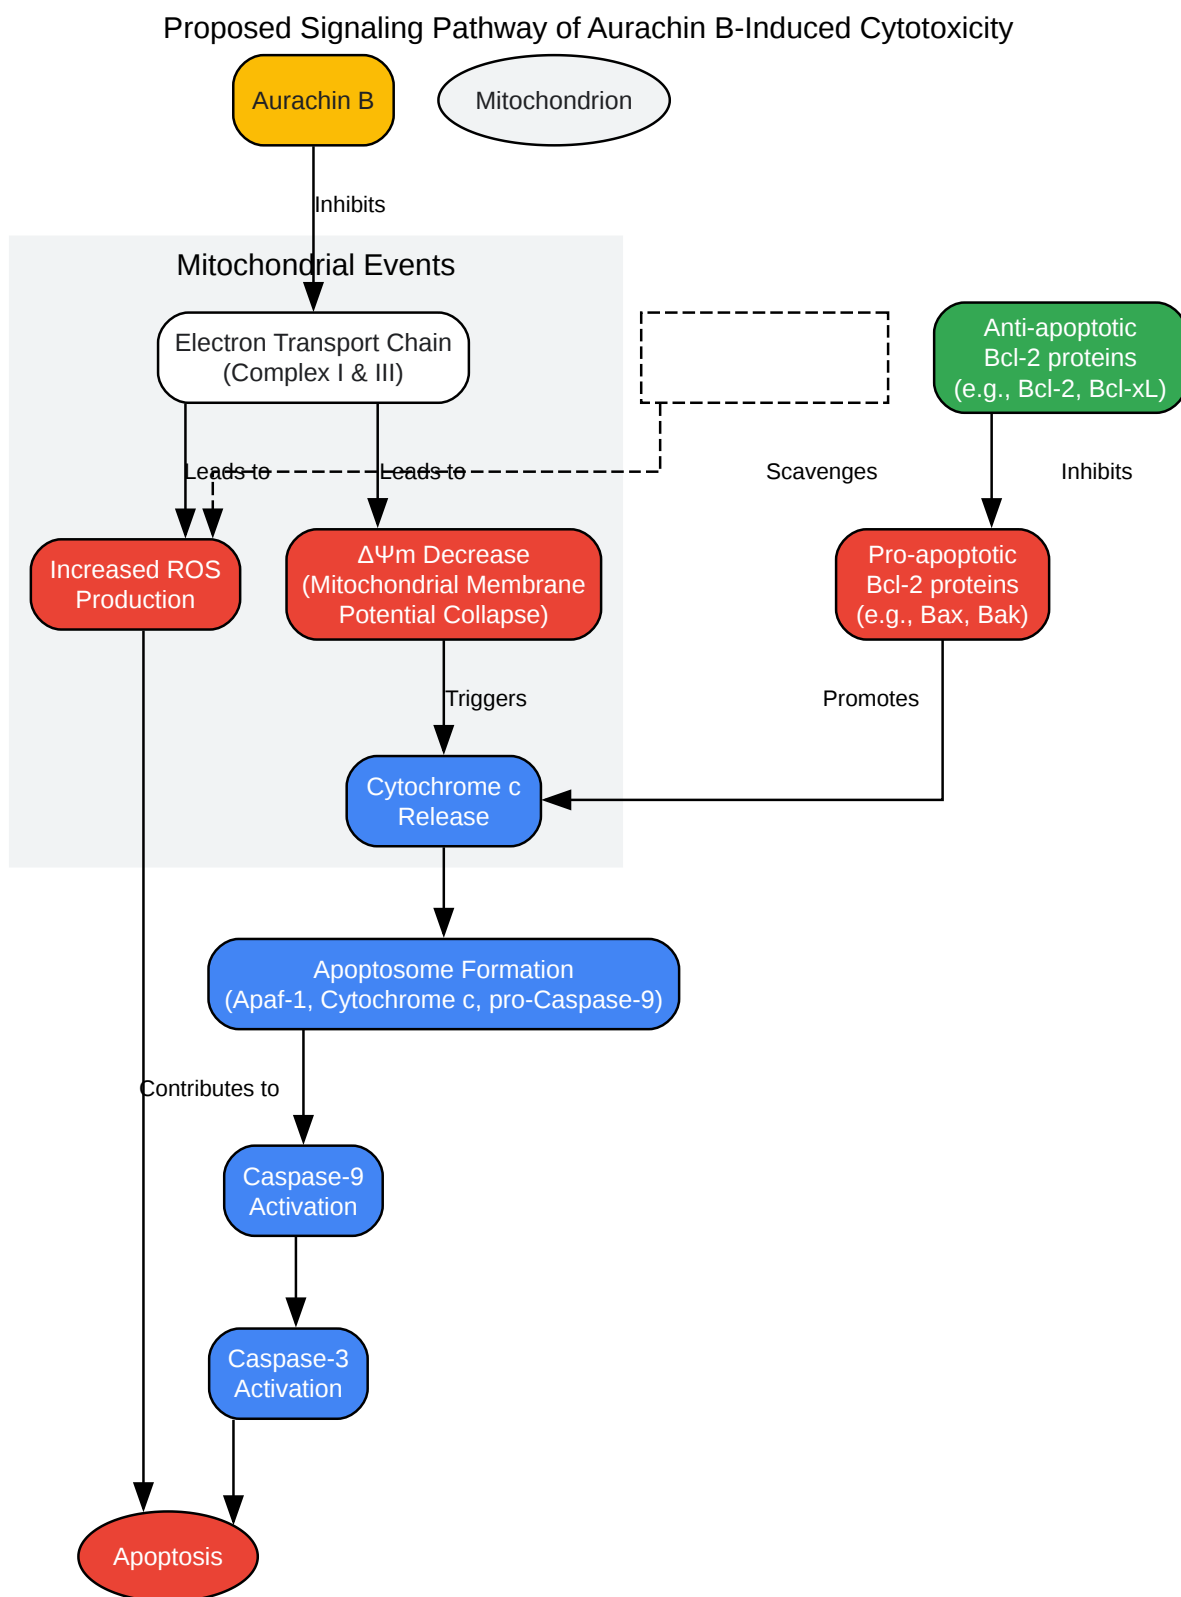 Proposed Signaling Pathway of Aurachin B-Induced Cytotoxicity
Aurachin B
Mitochondrion
Inhibits
Mitochondrial Events
Electron Transport Chain
(Complex I & III)
Anti-apoptotic
Bcl-2 proteins
(e.g., Bcl-2, Bcl-xL)
Leads to
Leads to
Scavenges
Inhibits
Increased ROS
Production
ΔΨm Decrease
(Mitochondrial Membrane
Potential Collapse)
Pro-apoptotic
Bcl-2 proteins
(e.g., Bax, Bak)
Triggers
Promotes
Cytochrome c
Release
Apoptosome Formation
(Apaf-1, Cytochrome c, pro-Caspase-9)
Contributes to
Caspase-9
Activation
Caspase-3
Activation
Apoptosis